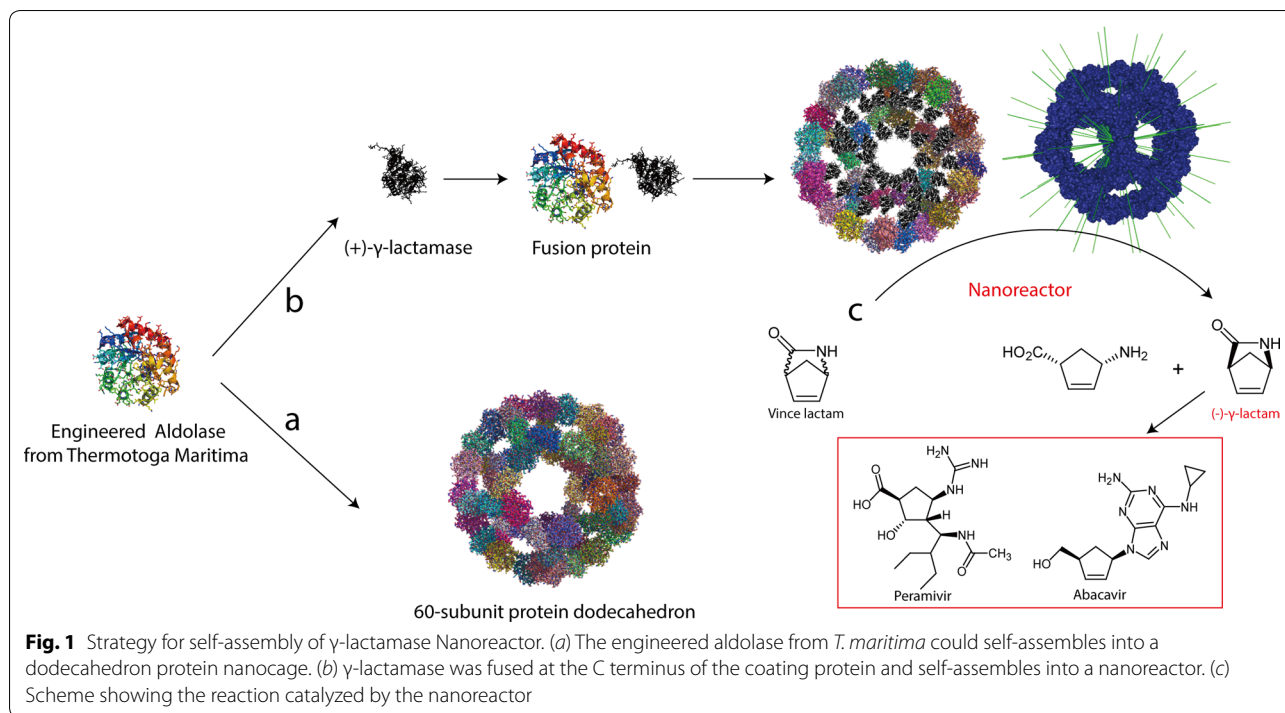 (+)-γ-lactamase
Fusion protein
b
Nanoreactor
c
O
NH
Vince lactam
HO2C
NH2
+
O
NH
(-)-γ-lactam
Engineered Aldolase
from Thermotoga Maritima
a
60-subunit protein dodecahedron
H2N
NH
NH
O
HO
H
HO
NH
O
CH3
Peramivir
H2N
N
N
N
N
NH
HO
Abacavir
Fig. 1 Strategy for self-assembly of γ-lactamase Nanoreactor. (a) The engineered aldolase from T. maritima could self-assembles into a
dodecahedron protein nanocage. (b) γ-lactamase was fused at the C terminus of the coating protein and self-assembles into a nanoreactor. (c)
Scheme showing the reaction catalyzed by the nanoreactor